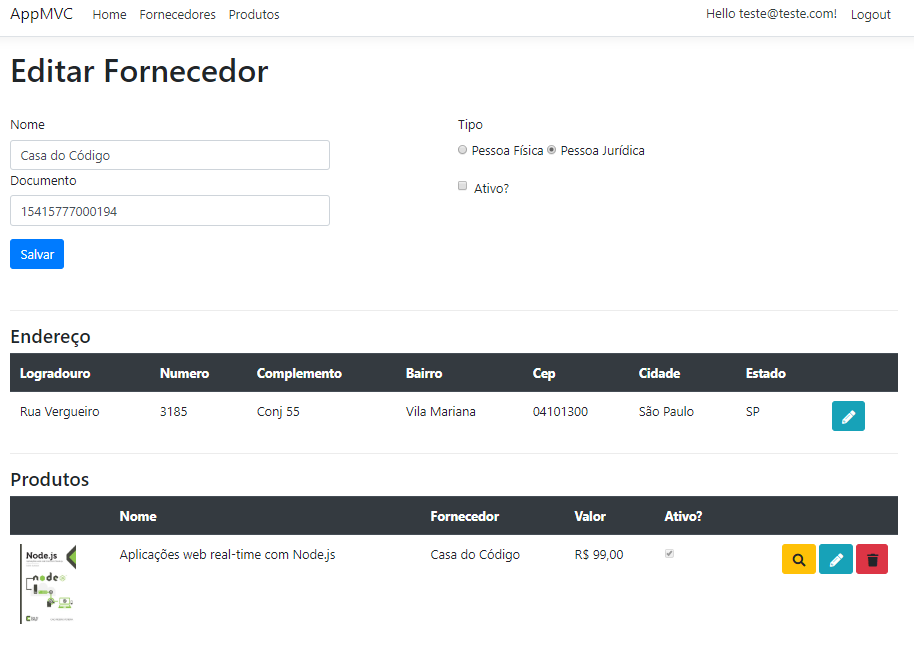 AppMVC Home Fornecedores Produtos Hello teste@teste.com! Logout
Editar Fornecedor
Nome Tipo
Casa do Código Pessoa Física Pessoa Jurídica
Documento Ativo?
15415777000194
Salvar
Endereço
Logradouro Numero Complemento Bairro Cep Cidade Estado
Rua Vergueiro 3185 Conj 55 Vila Mariana 04101300 São Paulo SP
Produtos
Nome Fornecedor Valor Ativo?
Aplicações web real-time com Node.js Casa do Código R$ 99,00
Node.js
node